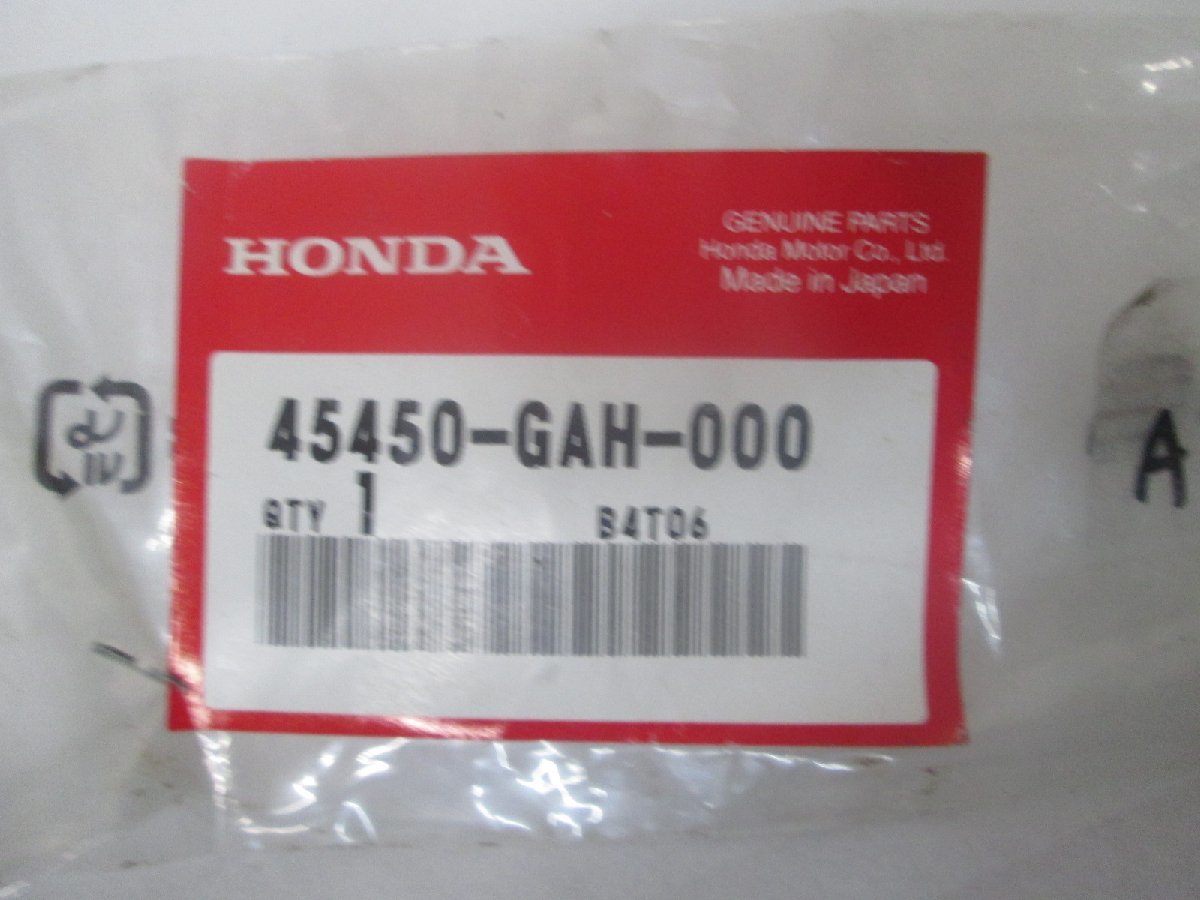 HONDA
GENUINE PARTS
Honda Motor Co., Ltd.
Made in Japan
45450-GAH-000
QTY 1 B4T06
A